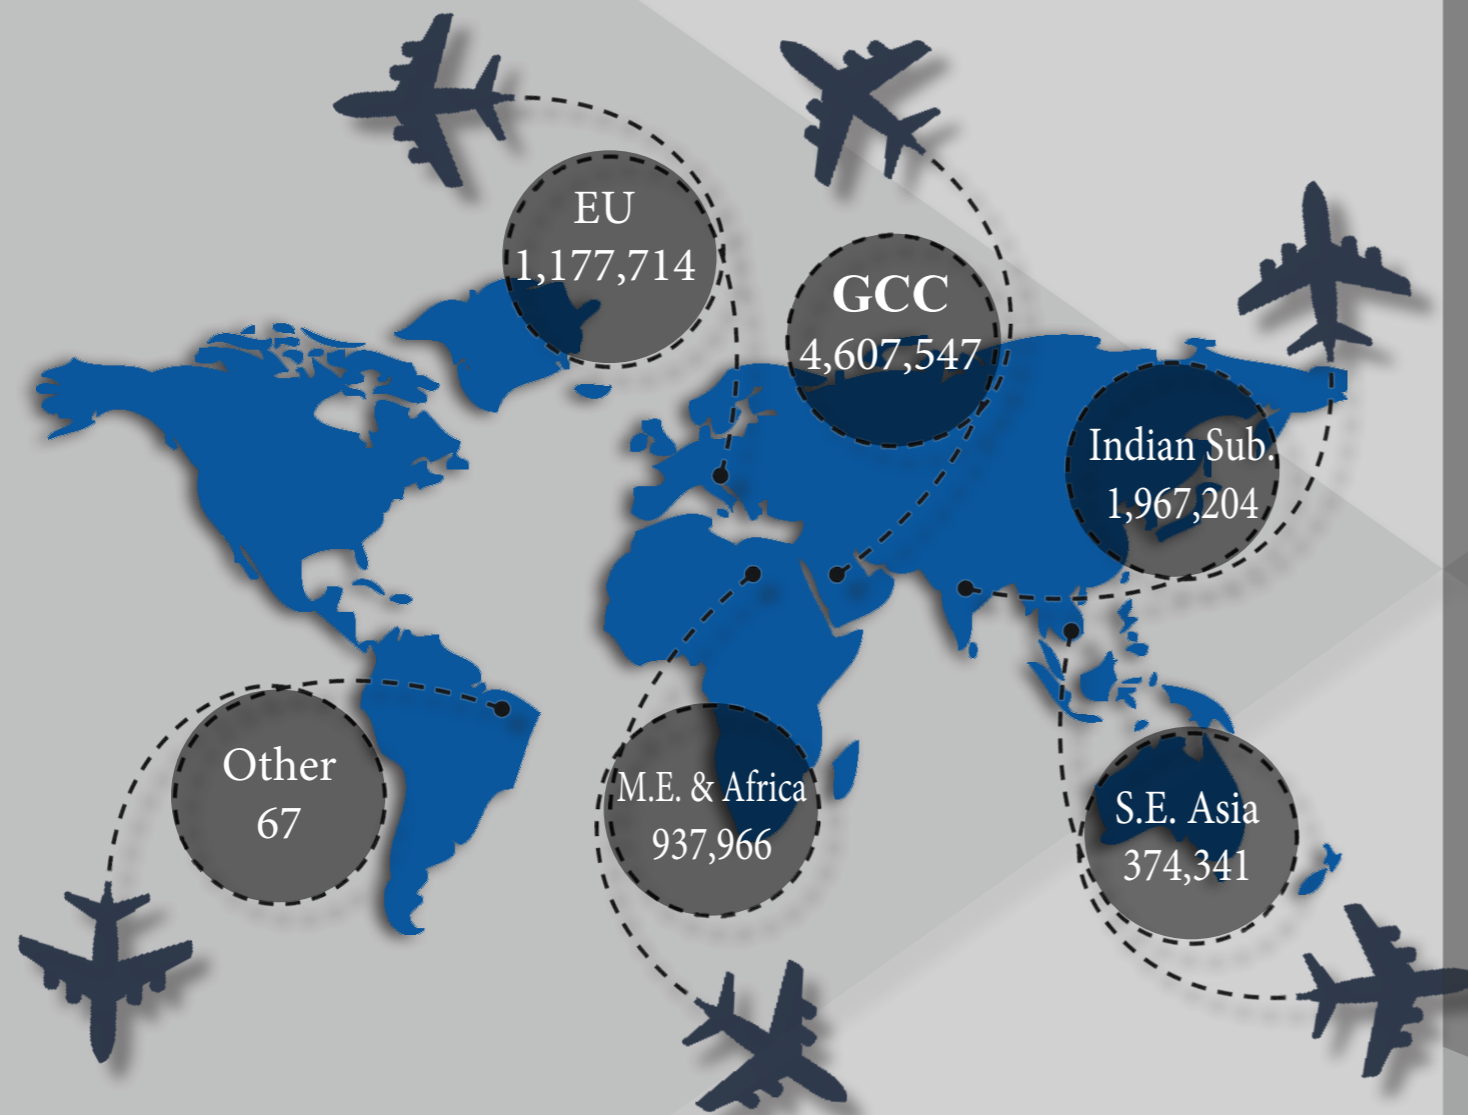 EU
1,177,714
GCC
4,607,547
Indian Sub.
1,967,204
Other
67
M.E. & Africa
937,966
S.E. Asia
374,341